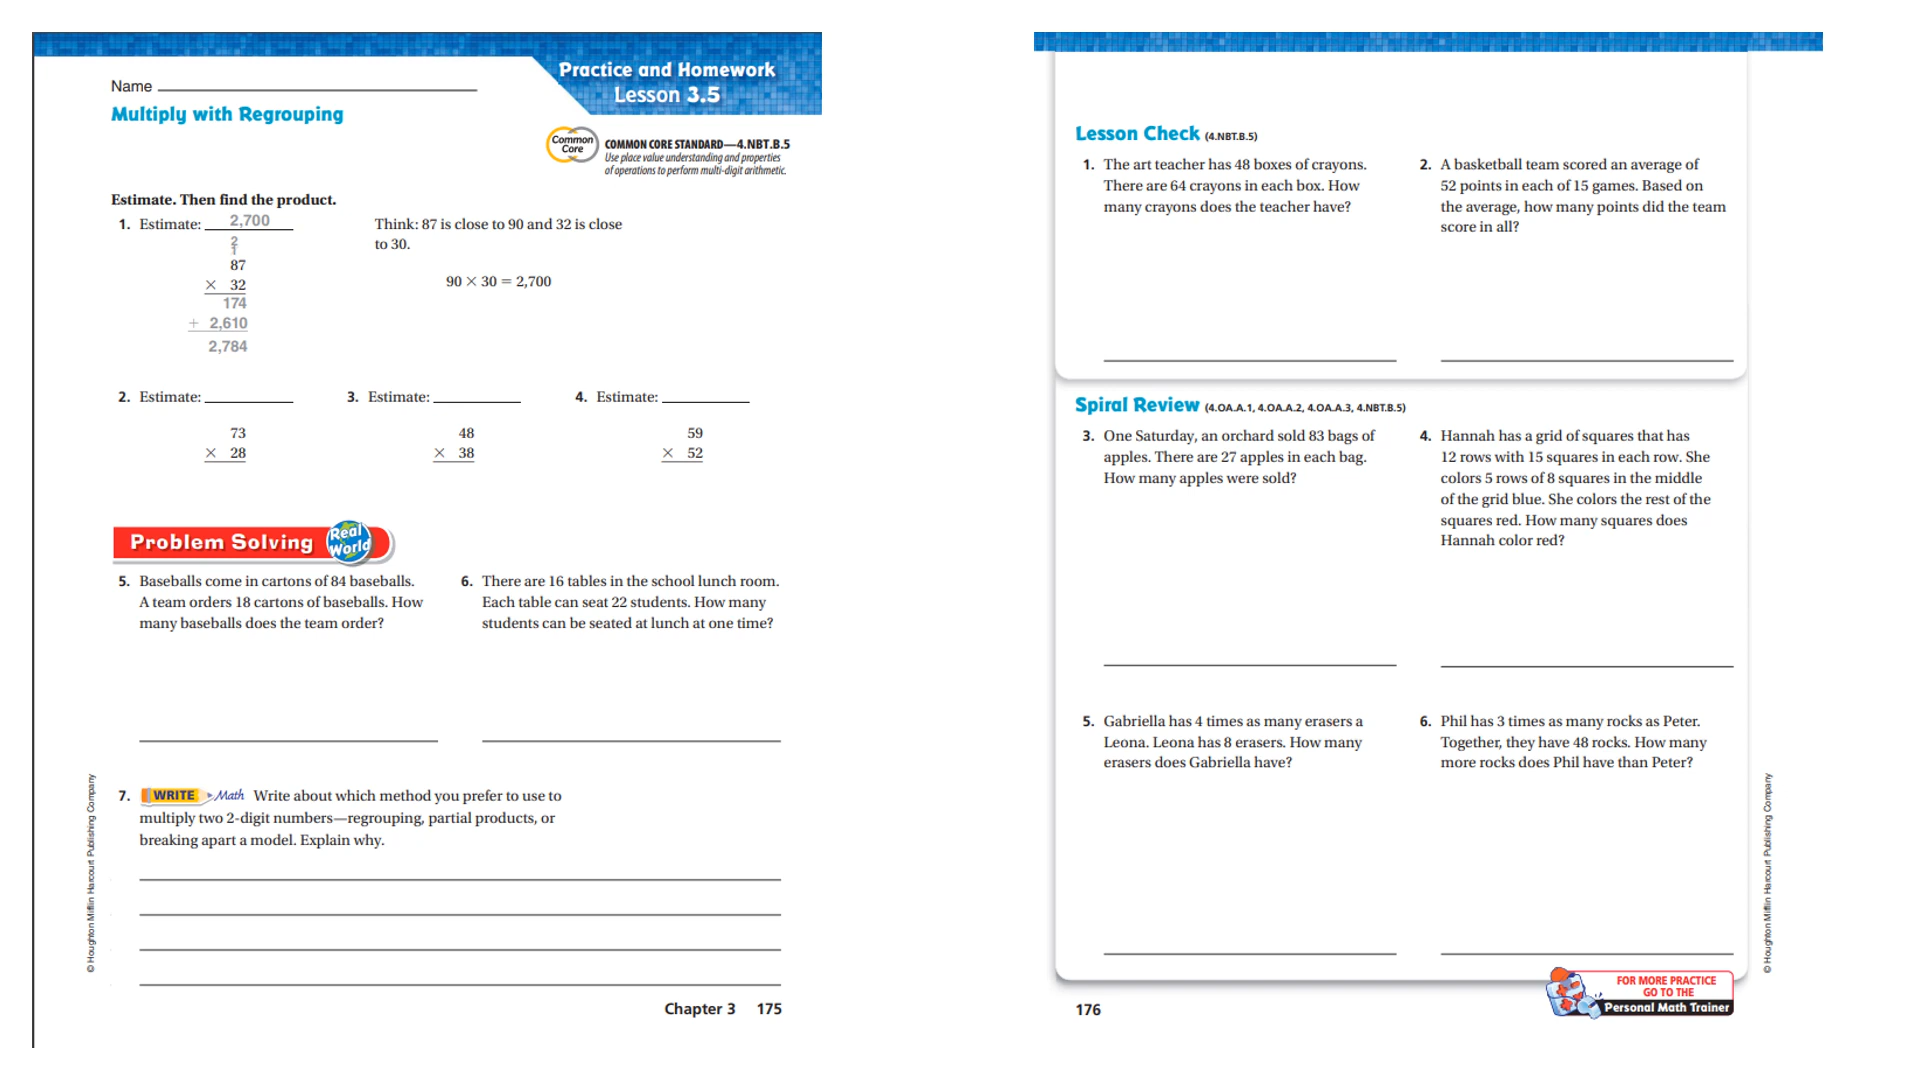 Practice and Homework
Lesson 3.5
Name
Multiply with Regrouping
Common
Core
COMMON CORE STANDARD—4.NBT.B.5
Use place value understanding and properties
of operations to perform multi-digit arithmetic.
Estimate. Then find the product.
1. Estimate: 2,700
2
1
87
× 32
174
+ 2,610
2,784
Think: 87 is close to 90 and 32 is close
to 30.
90 × 30 = 2,700
2. Estimate:
73
× 28
3. Estimate:
48
× 38
4. Estimate:
59
× 52
Problem Solving Real World
5. Baseballs come in cartons of 84 baseballs.
A team orders 18 cartons of baseballs. How
many baseballs does the team order?
6. There are 16 tables in the school lunch room.
Each table can seat 22 students. How many
students can be seated at lunch at one time?
7. WRITE Math Write about which method you prefer to use to
multiply two 2-digit numbers—regrouping, partial products, or
breaking apart a model. Explain why.
© Houghton Mifflin Harcourt Publishing Company
Chapter 3 175
Lesson Check (4.NBT.B.5)
1. The art teacher has 48 boxes of crayons.
There are 64 crayons in each box. How
many crayons does the teacher have?
2. A basketball team scored an average of
52 points in each of 15 games. Based on
the average, how many points did the team
score in all?
Spiral Review (4.OA.A.1, 4.OA.A.2, 4.OA.A.3, 4.NBT.B.5)
3. One Saturday, an orchard sold 83 bags of
apples. There are 27 apples in each bag.
How many apples were sold?
4. Hannah has a grid of squares that has
12 rows with 15 squares in each row. She
colors 5 rows of 8 squares in the middle
of the grid blue. She colors the rest of the
squares red. How many squares does
Hannah color red?
5. Gabriella has 4 times as many erasers a
Leona. Leona has 8 erasers. How many
erasers does Gabriella have?
6. Phil has 3 times as many rocks as Peter.
Together, they have 48 rocks. How many
more rocks does Phil have than Peter?
© Houghton Mifflin Harcourt Publishing Company
FOR MORE PRACTICE
GO TO THE
Personal Math Trainer
176